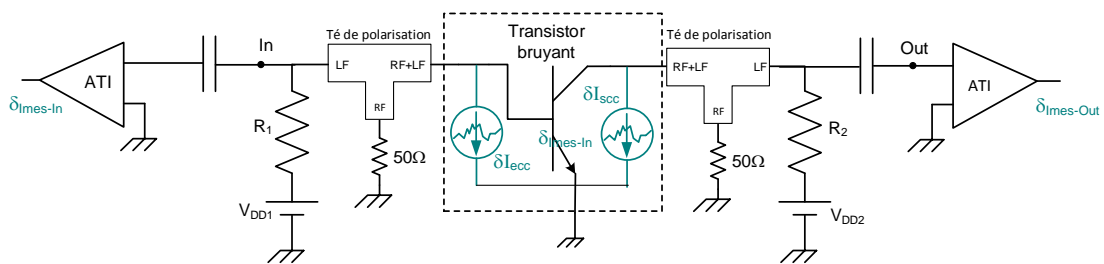 ATI
δImes-In
In
R1
VDD1
Té de polarisation
LF
RF+LF
RF
50Ω
Transistor
bruyant
δIecc
δImes-In
δIscc
Té de polarisation
RF+LF
LF
RF
50Ω
R2
VDD2
Out
ATI
δImes-Out